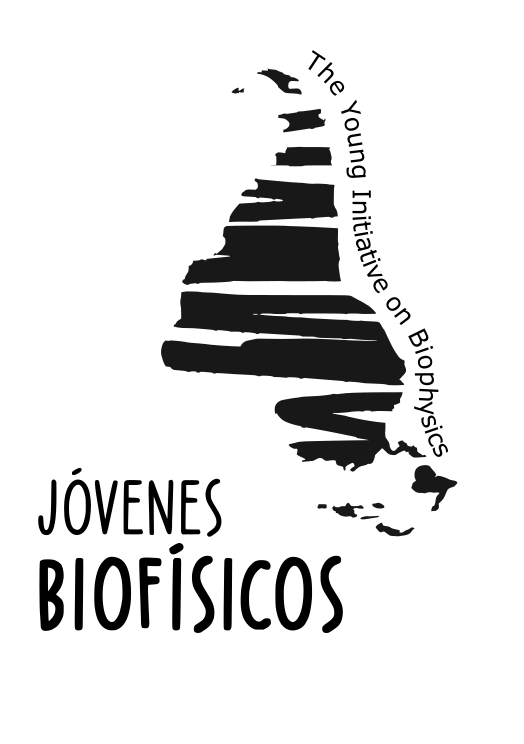 The Young Initiative on Biophysics
JÓVENES
BIOFÍSICOS